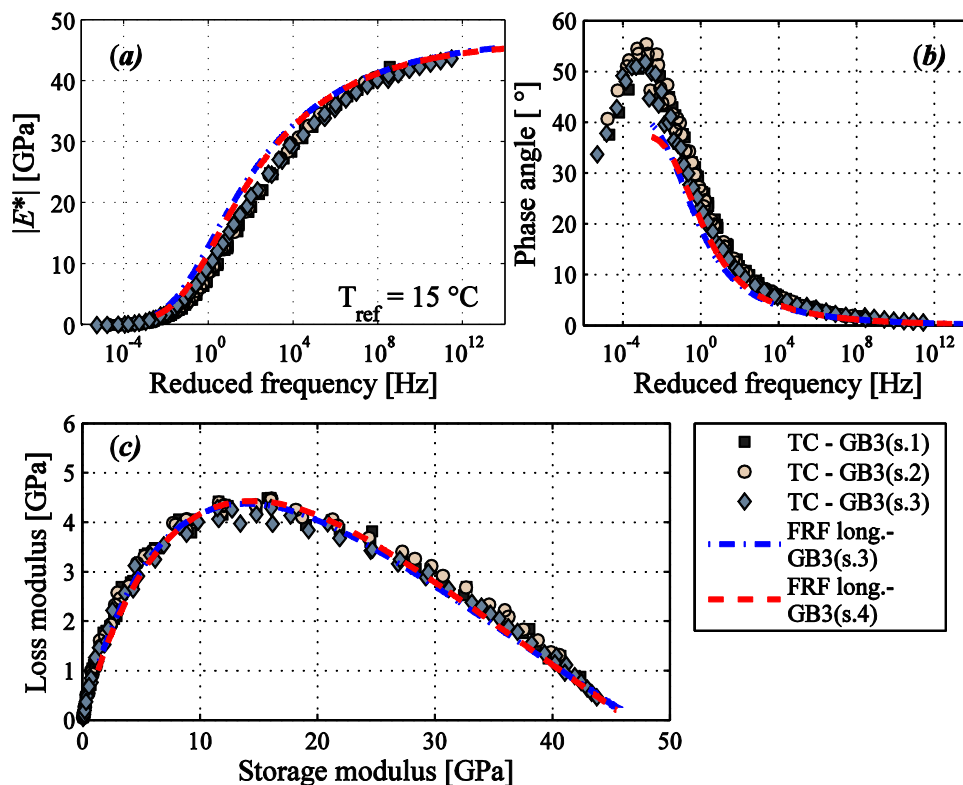 (a)
50
40
30
20
10
0
|E*| [GPa]
T_ref = 15 °C
10^-4 10^0 10^4 10^8 10^12
Reduced frequency [Hz]
(b)
60
50
40
30
20
10
0
Phase angle [ °]
10^-4 10^0 10^4 10^8 10^12
Reduced frequency [Hz]
(c)
6
5
4
3
2
1
0
Loss modulus [GPa]
0 10 20 30 40 50
Storage modulus [GPa]
TC - GB3(s.1)
TC - GB3(s.2)
TC - GB3(s.3)
FRF long.-
GB3(s.3)
FRF long.-
GB3(s.4)